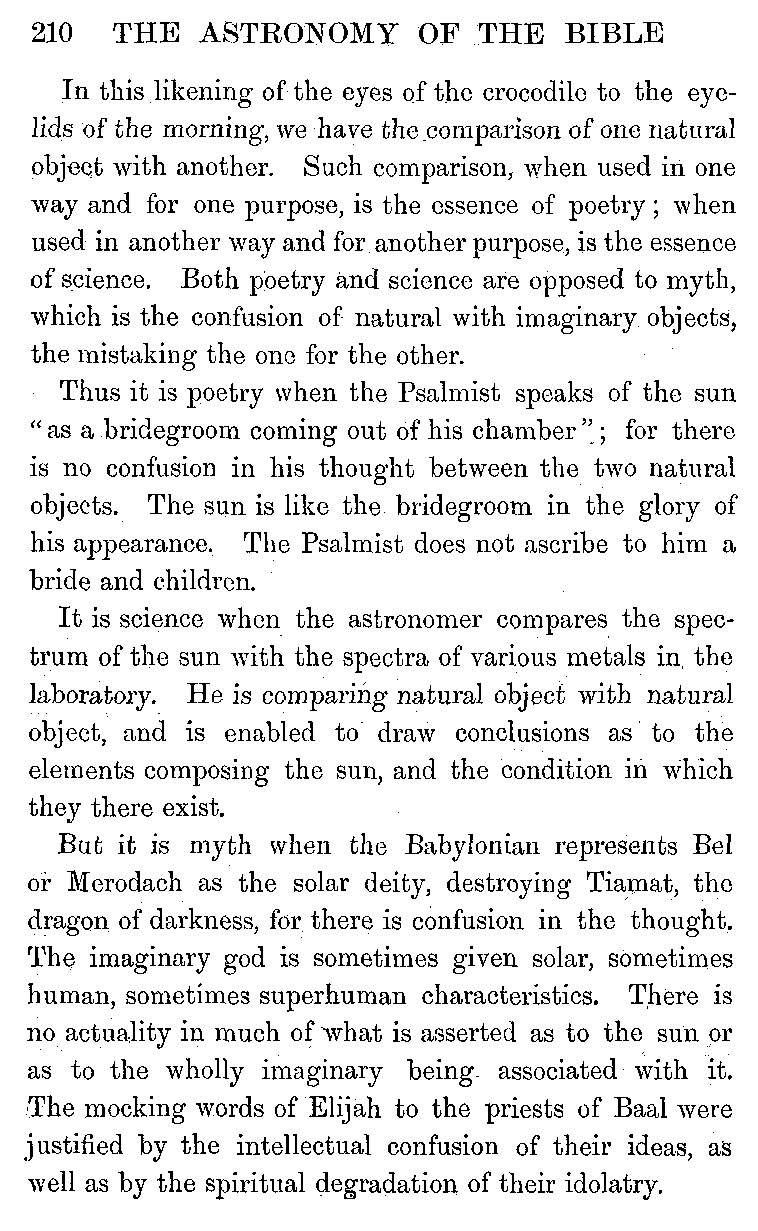 210 THE ASTRONOMY OF THE BIBLE
In this likening of the eyes of the crocodile to the eye-
lids of the morning, we have the comparison of one natural
object with another. Such comparison, when used in one
way and for one purpose, is the essence of poetry; when
used in another way and for another purpose, is the essence
of science. Both poetry and science are opposed to myth,
which is the confusion of natural with imaginary objects,
the mistaking the one for the other.
Thus it is poetry when the Psalmist speaks of the sun
"as a bridegroom coming out of his chamber"; for there
is no confusion in his thought between the two natural
objects. The sun is like the bridegroom in the glory of
his appearance. The Psalmist does not ascribe to him a
bride and children.
It is science when the astronomer compares the spec-
trum of the sun with the spectra of various metals in the
laboratory. He is comparing natural object with natural
object, and is enabled to draw conclusions as to the
elements composing the sun, and the condition in which
they there exist.
But it is myth when the Babylonian represents Bel
or Merodach as the solar deity, destroying Tiamat, the
dragon of darkness, for there is confusion in the thought.
The imaginary god is sometimes given solar, sometimes
human, sometimes superhuman characteristics. There is
no actuality in much of what is asserted as to the sun or
as to the wholly imaginary being associated with it.
The mocking words of Elijah to the priests of Baal were
justified by the intellectual confusion of their ideas, as
well as by the spiritual degradation of their idolatry.